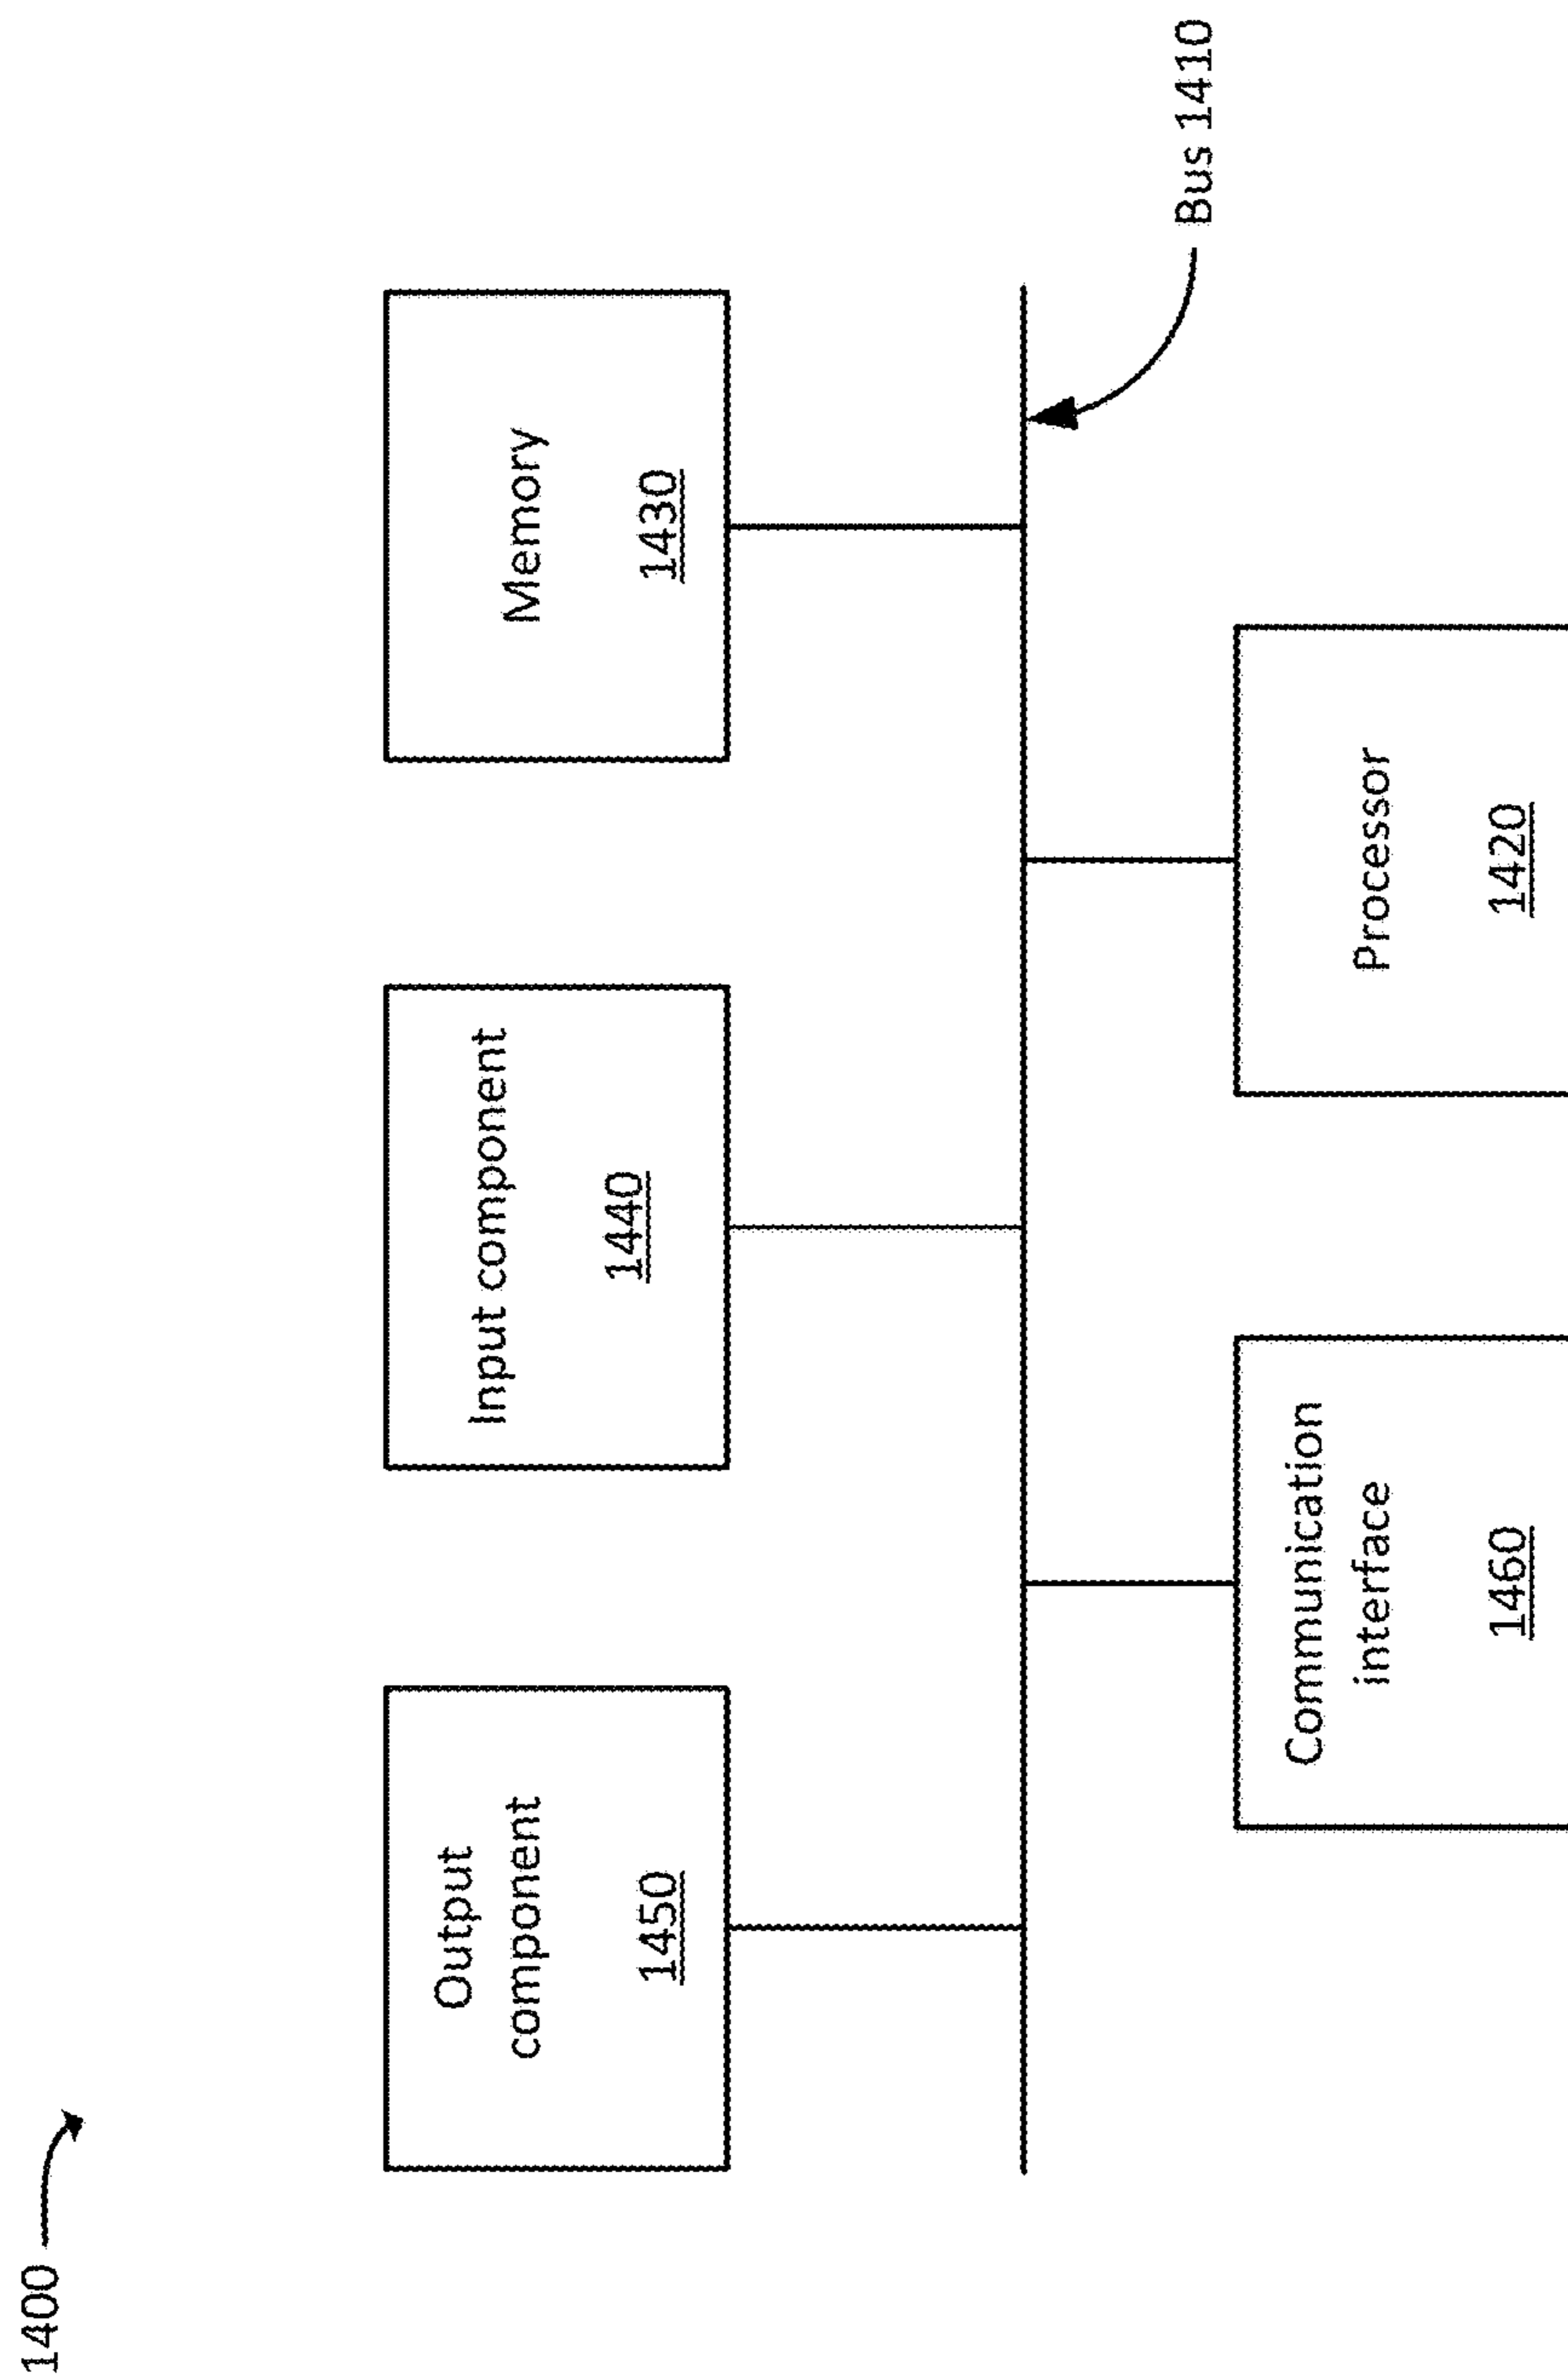 1400
Output
component
1450
Input component
1440
Memory
1430
Bus 1410
Communication
interface
1460
Processor
1420